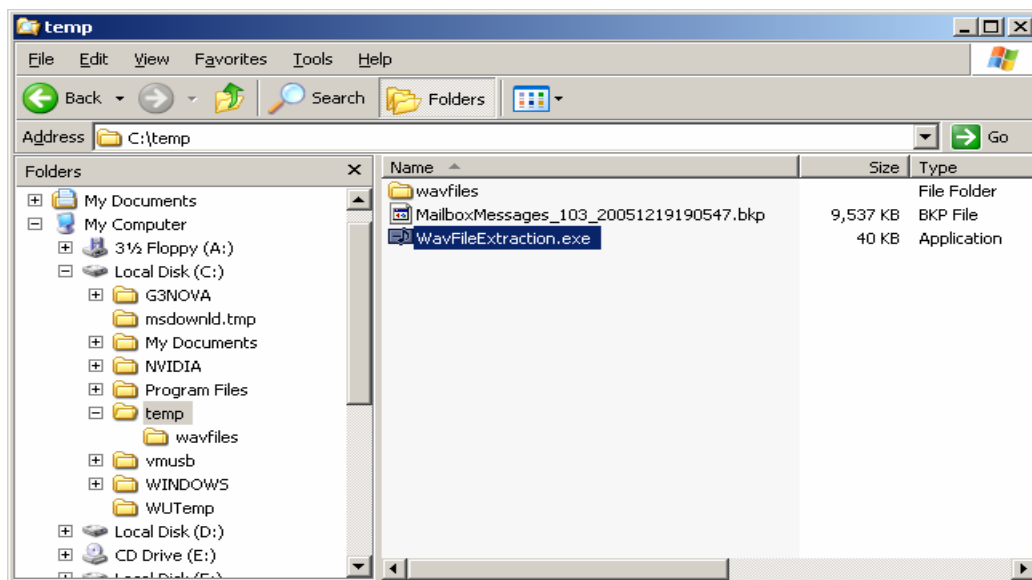 temp
File Edit View Favorites Tools Help
Back Search Folders
Address C:\temp Go
Folders
My Documents
My Computer
3½ Floppy (A:)
Local Disk (C:)
G3NOVA
msdownld.tmp
My Documents
NVIDIA
Program Files
temp
wavfiles
vmusb
WINDOWS
WUTemp
Local Disk (D:)
CD Drive (E:)
Name Size Type
wavfiles File Folder
MailboxMessages_103_20051219190547.bkp 9,537 KB BKP File
WavFileExtraction.exe 40 KB Application